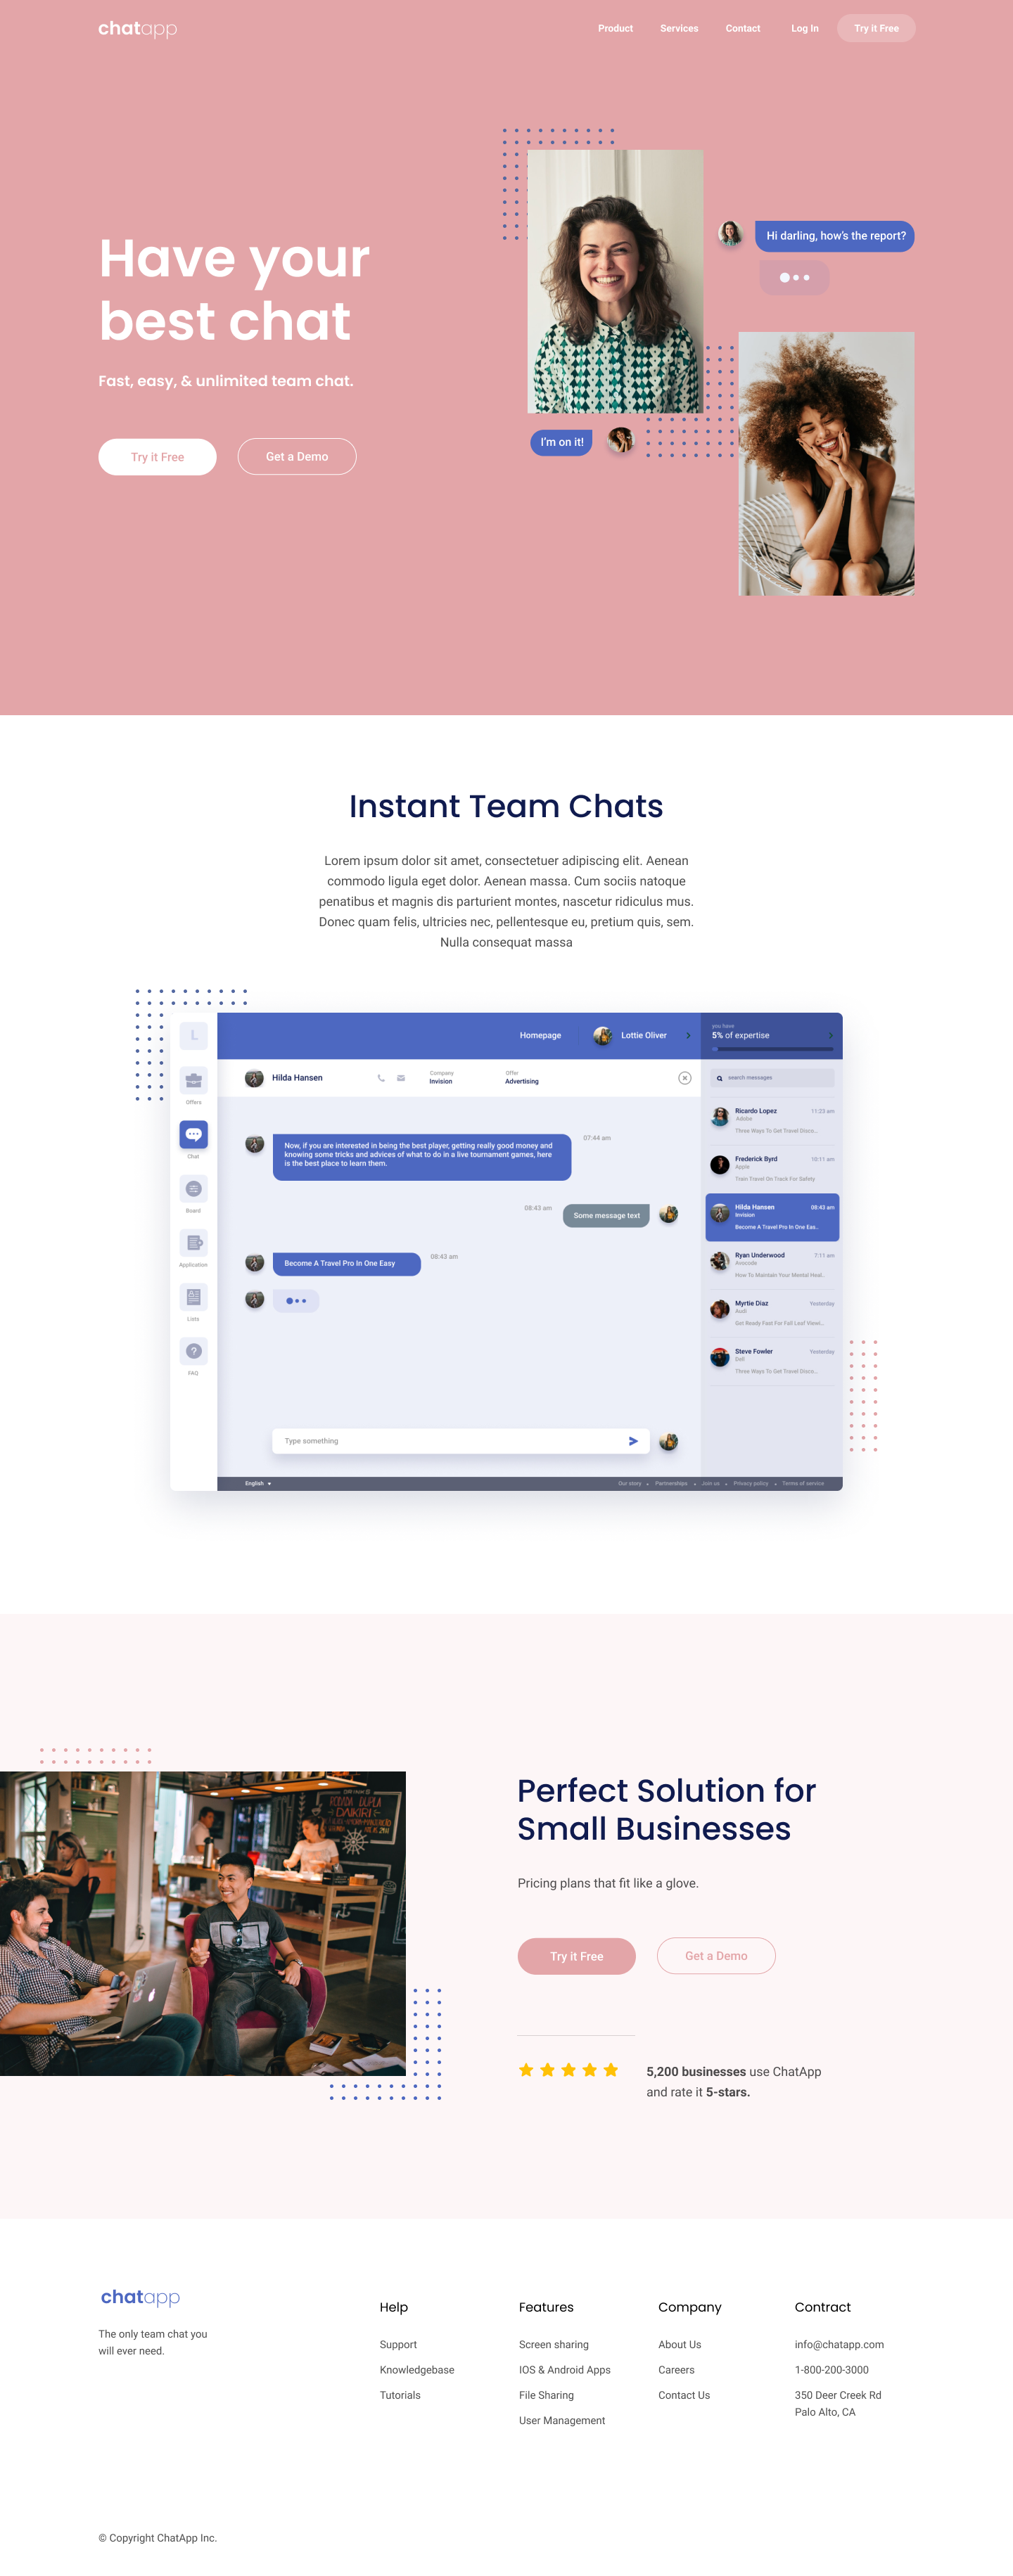 chatapp
Product Services Contact Log In Try it Free
Have your
best chat
Fast, easy, & unlimited team chat.
Try it Free Get a Demo
Hi darling, how's the report?
I'm on it!
Instant Team Chats
Lorem ipsum dolor sit amet, consectetuer adipiscing elit. Aenean
commodo ligula eget dolor. Aenean massa. Cum sociis natoque
penatibus et magnis dis parturient montes, nascetur ridiculus mus.
Donec quam felis, ultricies nec, pellentesque eu, pretium quis, sem.
Nulla consequat massa
L
Offers
Chat
Board
Application
Lists
FAQ
Homepage Lottie Oliver
you have
5% of expertise
Hilda Hansen
Company
Invision
Offer
Advertising
Now, if you are interested in being the best player, getting really good money and
knowing some tricks and advices of what to do in a live tournament games, here
is the best place to learn them.
07:44 am
08:43 am Some message text
Become A Travel Pro In One Easy
08:43 am
Type something
search messages
Ricardo Lopez 11:23 am
Adobe
Three Ways To Get Travel Disco...
Frederick Byrd 10:11 am
Apple
Train Travel On Track For Safety
Hilda Hansen 08:43 am
Invision
Become A Travel Pro In One Eas..
Ryan Underwood 7:11 am
Avocode
How To Maintain Your Mental Heal..
Myrtie Diaz Yesterday
Audi
Get Ready Fast For Fall Leaf Viewi...
Steve Fowler Yesterday
Dell
Three Ways To Get Travel Disco...
English
Our story Partnerships Join us Privacy policy Terms of service
ROSADA DUPLA
DAIKIRI
Perfect Solution for
Small Businesses
Pricing plans that fit like a glove.
Try it Free Get a Demo
5,200 businesses use ChatApp
and rate it 5-stars.
chatapp
The only team chat you
will ever need.
Help
Support
Knowledgebase
Tutorials
Features
Screen sharing
IOS & Android Apps
File Sharing
User Management
Company
About Us
Careers
Contact Us
Contract
info@chatapp.com
1-800-200-3000
350 Deer Creek Rd
Palo Alto, CA
© Copyright ChatApp Inc.